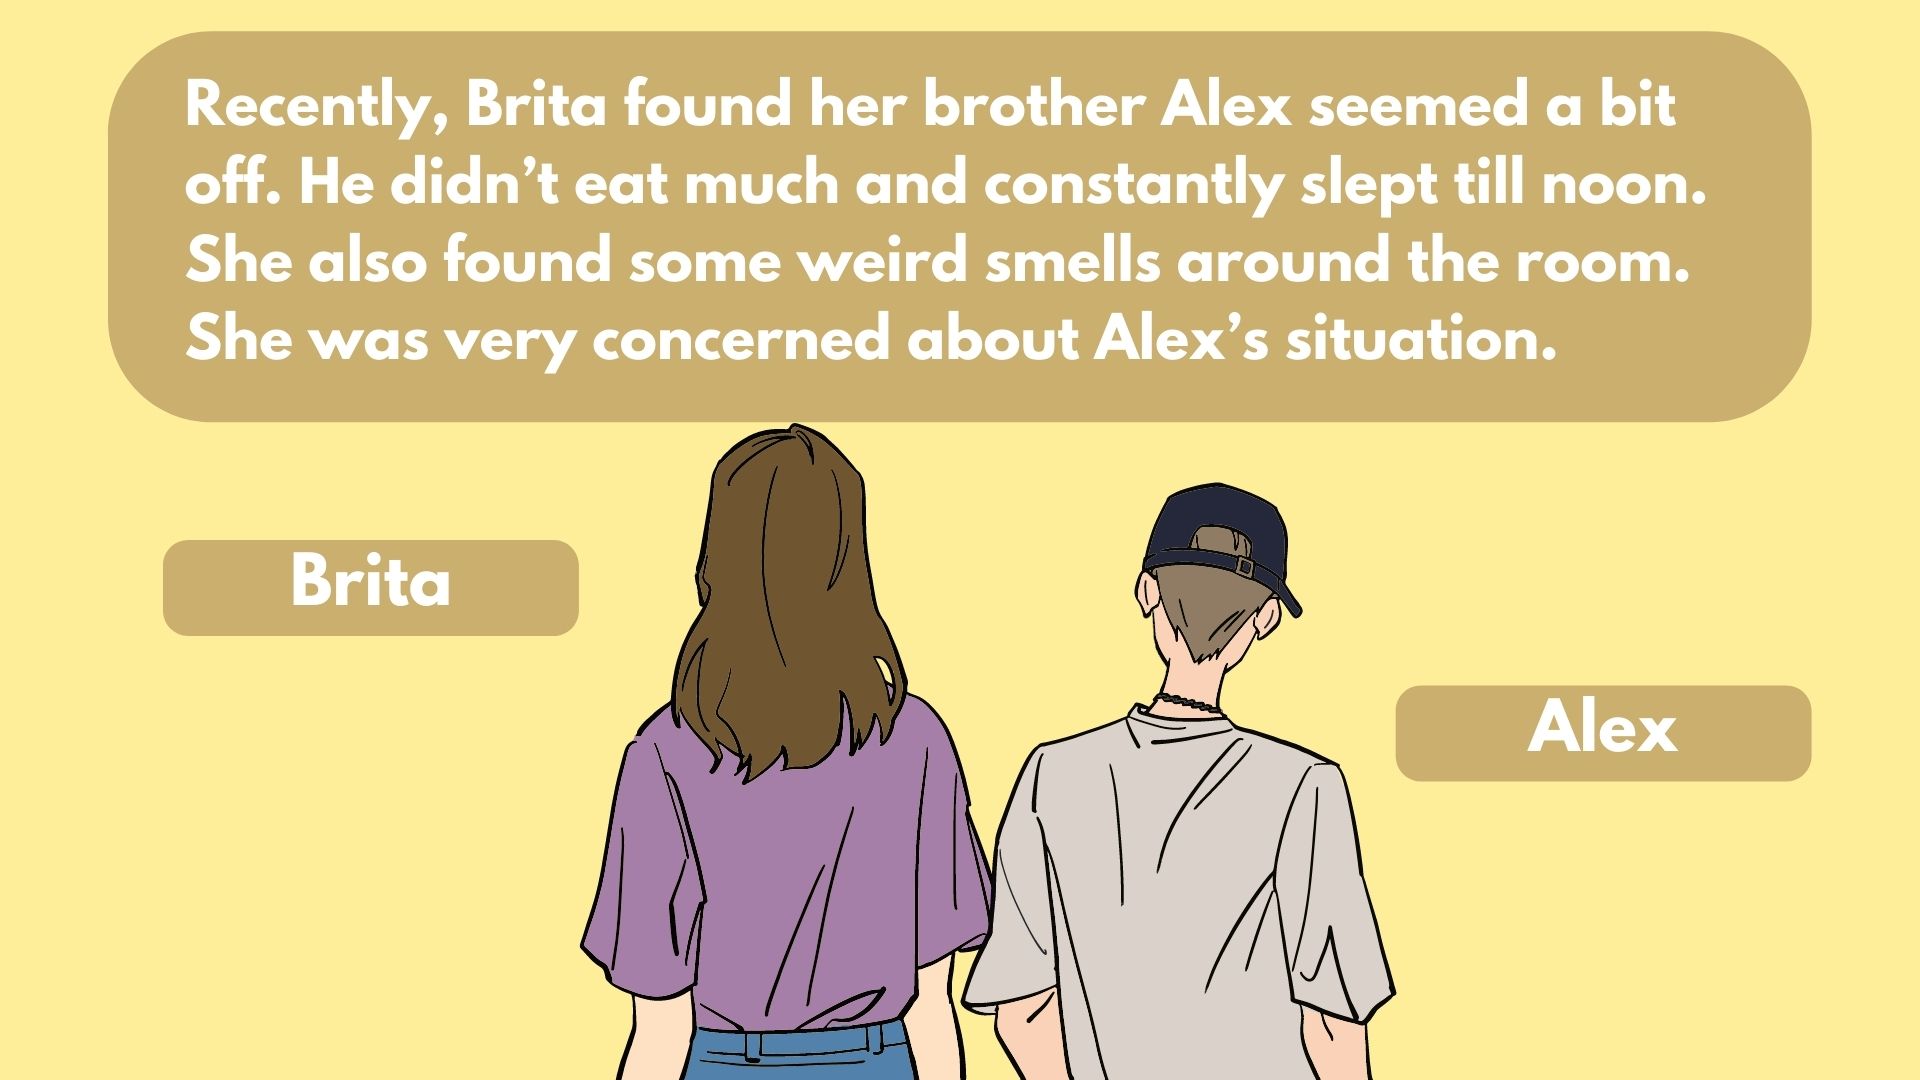 Recently, Brita found her brother Alex seemed a bit
off. He didn’t eat much and constantly slept till noon.
She also found some weird smells around the room.
She was very concerned about Alex’s situation.
Brita
Alex